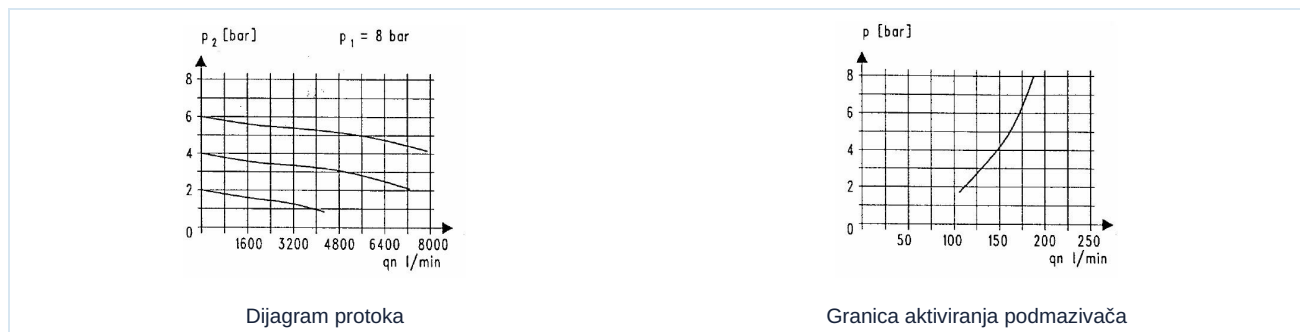 p2 [bar] p1 = 8 bar
8
6
4
2
0
1600 3200 4800 6400 8000
qn l/min
Dijagram protoka
p [bar]
8
6
4
2
0
50 100 150 200 250
qn l/min
Granica aktiviranja podmazivača